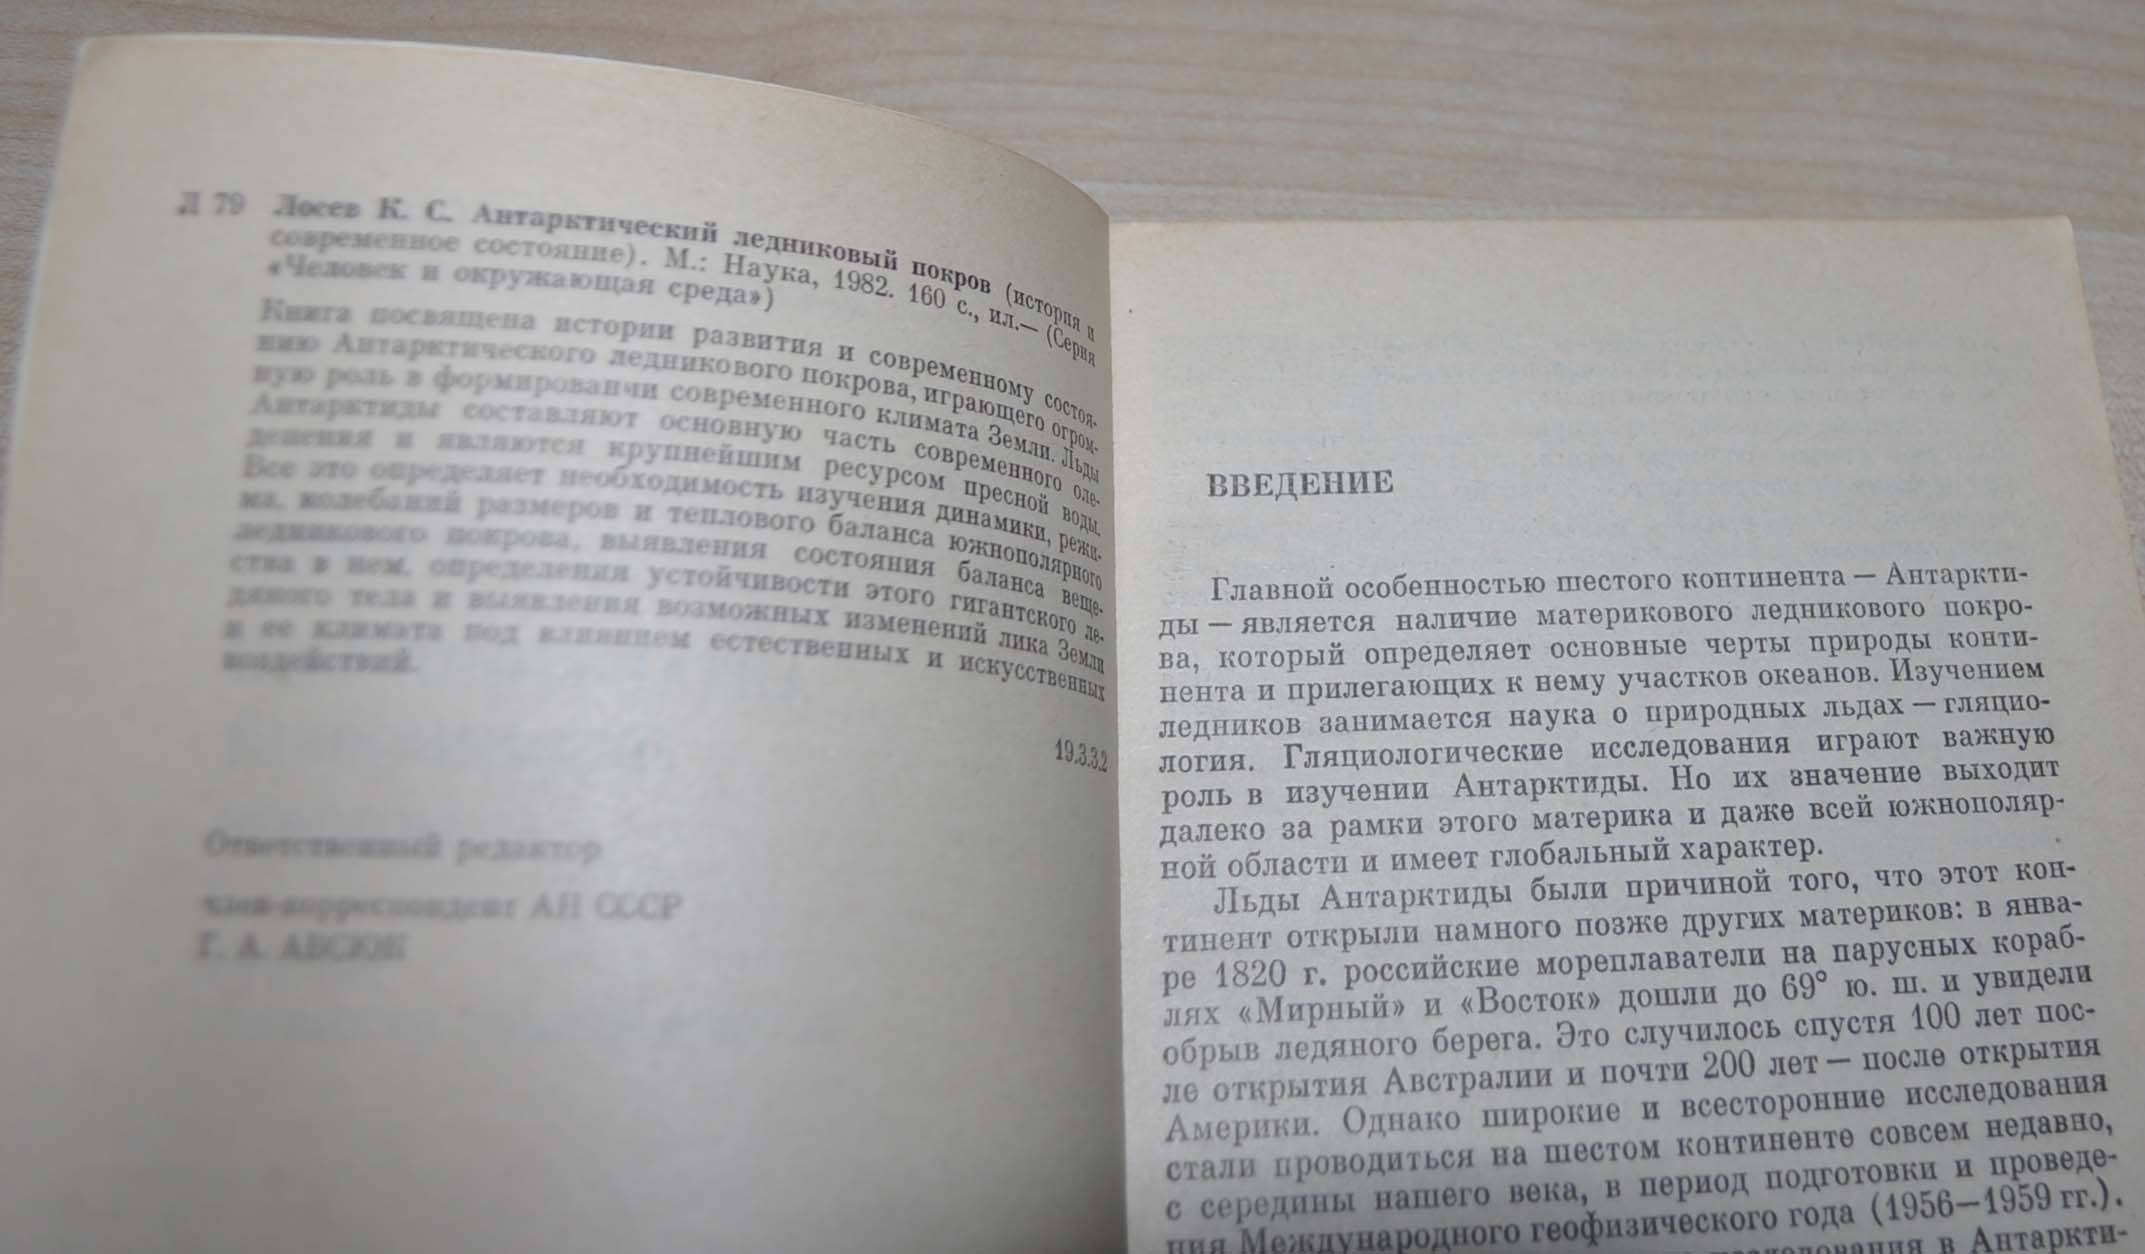 Л 79 Лосев К. С. Антарктический ледниковый покров (история и
современное состояние). М.: Наука, 1982. 160 с., ил.— (Серия
«Человек и окружающая среда»)
Книга посвящена истории развития и современному состоя-
нию Антарктического ледникового покрова, играющего огром-
ную роль в формировании современного климата Земли. Льды
Антарктиды составляют основную часть современного оле-
денения и являются крупнейшим ресурсом пресной воды.
Все это определяет необходимость изучения динамики, режи-
ма, колебаний размеров и теплового баланса южнополярного
ледникового покрова, выявления состояния баланса веще-
ства в нем, определения устойчивости этого гигантского ле-
дяного тела и выявления возможных изменений лика Земли
и ее климата под влиянием естественных и искусственных
воздействий.
19.3.3.2
Ответственный редактор
член-корреспондент АН СССР
Г. А. АВСЮК
ВВЕДЕНИЕ
Главной особенностью шестого континента — Антаркти-
ды — является наличие материкового ледникового покро-
ва, который определяет основные черты природы конти-
нента и прилегающих к нему участков океанов. Изучением
ледников занимается наука о природных льдах — гляцио-
логия. Гляциологические исследования играют важную
роль в изучении Антарктиды. Но их значение выходит
далеко за рамки этого материка и даже всей южнополяр-
ной области и имеет глобальный характер.
Льды Антарктиды были причиной того, что этот кон-
тинент открыли намного позже других материков: в янва-
ре 1820 г. российские мореплаватели на парусных кораб-
лях «Мирный» и «Восток» дошли до 69° ю. ш. и увидели
обрыв ледяного берега. Это случилось спустя 100 лет пос-
ле открытия Австралии и почти 200 лет — после открытия
Америки. Однако широкие и всесторонние исследования
стали проводиться на шестом континенте совсем недавно,
с середины нашего века, в период подготовки и проведе-
ния Международного геофизического года (1956—1959 гг.).
в Антаркти-